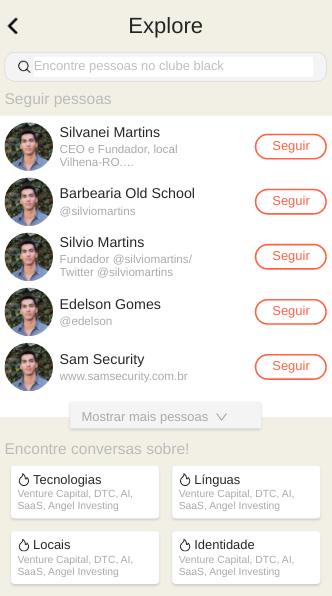 Explore
Encontre pessoas no clube black
Seguir pessoas
Silvanei Martins
CEO e Fundador, local
Vilhena-RO....
Seguir
Barbearia Old School
@silviomartins
Seguir
Silvio Martins
Fundador @silviomartins/
Twitter @silviomartins
Seguir
Edelson Gomes
@edelson
Seguir
Sam Security
www.samsecurity.com.br
Seguir
Mostrar mais pessoas
Encontre conversas sobre!
Tecnologias
Venture Capital, DTC, AI,
SaaS, Angel Investing
Línguas
Venture Capital, DTC, AI,
SaaS, Angel Investing
Locais
Venture Capital, DTC, AI,
SaaS, Angel Investing
Identidade
Venture Capital, DTC, AI,
SaaS, Angel Investing